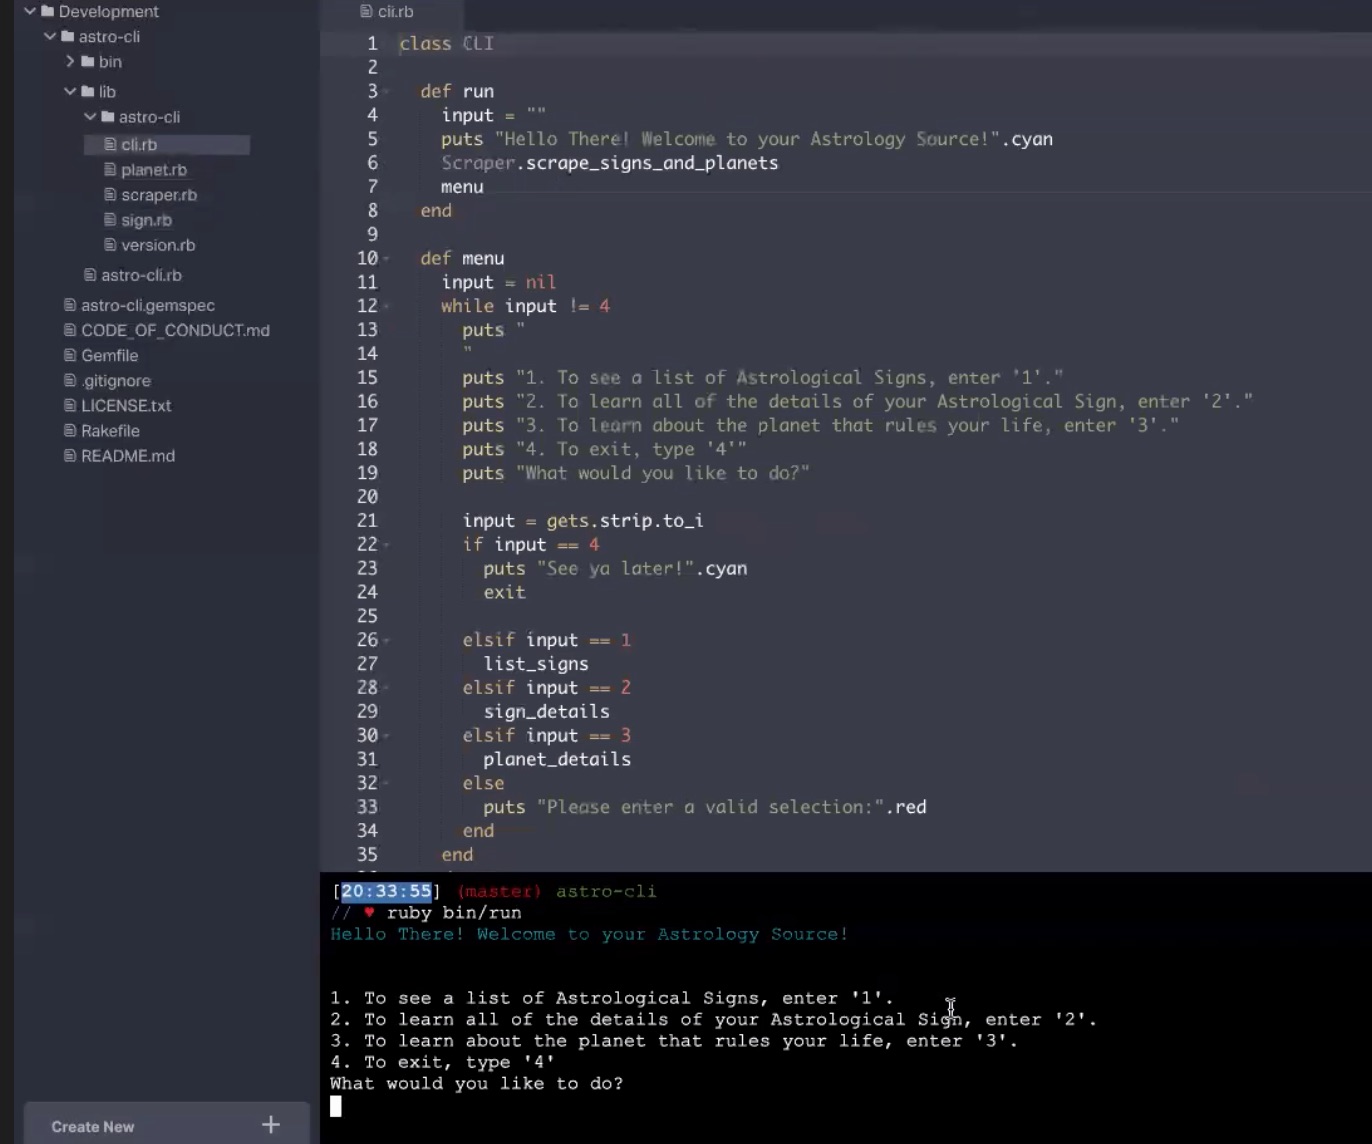 Development
astro-cli
bin
lib
astro-cli
cli.rb
planet.rb
scraper.rb
sign.rb
version.rb
astro-cli.rb
astro-cli.gemspec
CODE_OF_CONDUCT.md
Gemfile
.gitignore
LICENSE.txt
Rakefile
README.md
Create New +
cli.rb
1 class CLI
2
3 def run
4 input = ""
5 puts "Hello There! Welcome to your Astrology Source!".cyan
6 Scraper.scrape_signs_and_planets
7 menu
8 end
9
10 def menu
11 input = nil
12 while input != 4
13 puts "
14 "
15 puts "1. To see a list of Astrological Signs, enter '1'."
16 puts "2. To learn all of the details of your Astrological Sign, enter '2'."
17 puts "3. To learn about the planet that rules your life, enter '3'."
18 puts "4. To exit, type '4'"
19 puts "What would you like to do?"
20
21 input = gets.strip.to_i
22 if input == 4
23 puts "See ya later!".cyan
24 exit
25
26 elsif input == 1
27 list_signs
28 elsif input == 2
29 sign_details
30 elsif input == 3
31 planet_details
32 else
33 puts "Please enter a valid selection:".red
34 end
35 end
[20:33:55] (master) astro-cli
// ♥ ruby bin/run
Hello There! Welcome to your Astrology Source!
1. To see a list of Astrological Signs, enter '1'.
2. To learn all of the details of your Astrological Sign, enter '2'.
3. To learn about the planet that rules your life, enter '3'.
4. To exit, type '4'
What would you like to do?